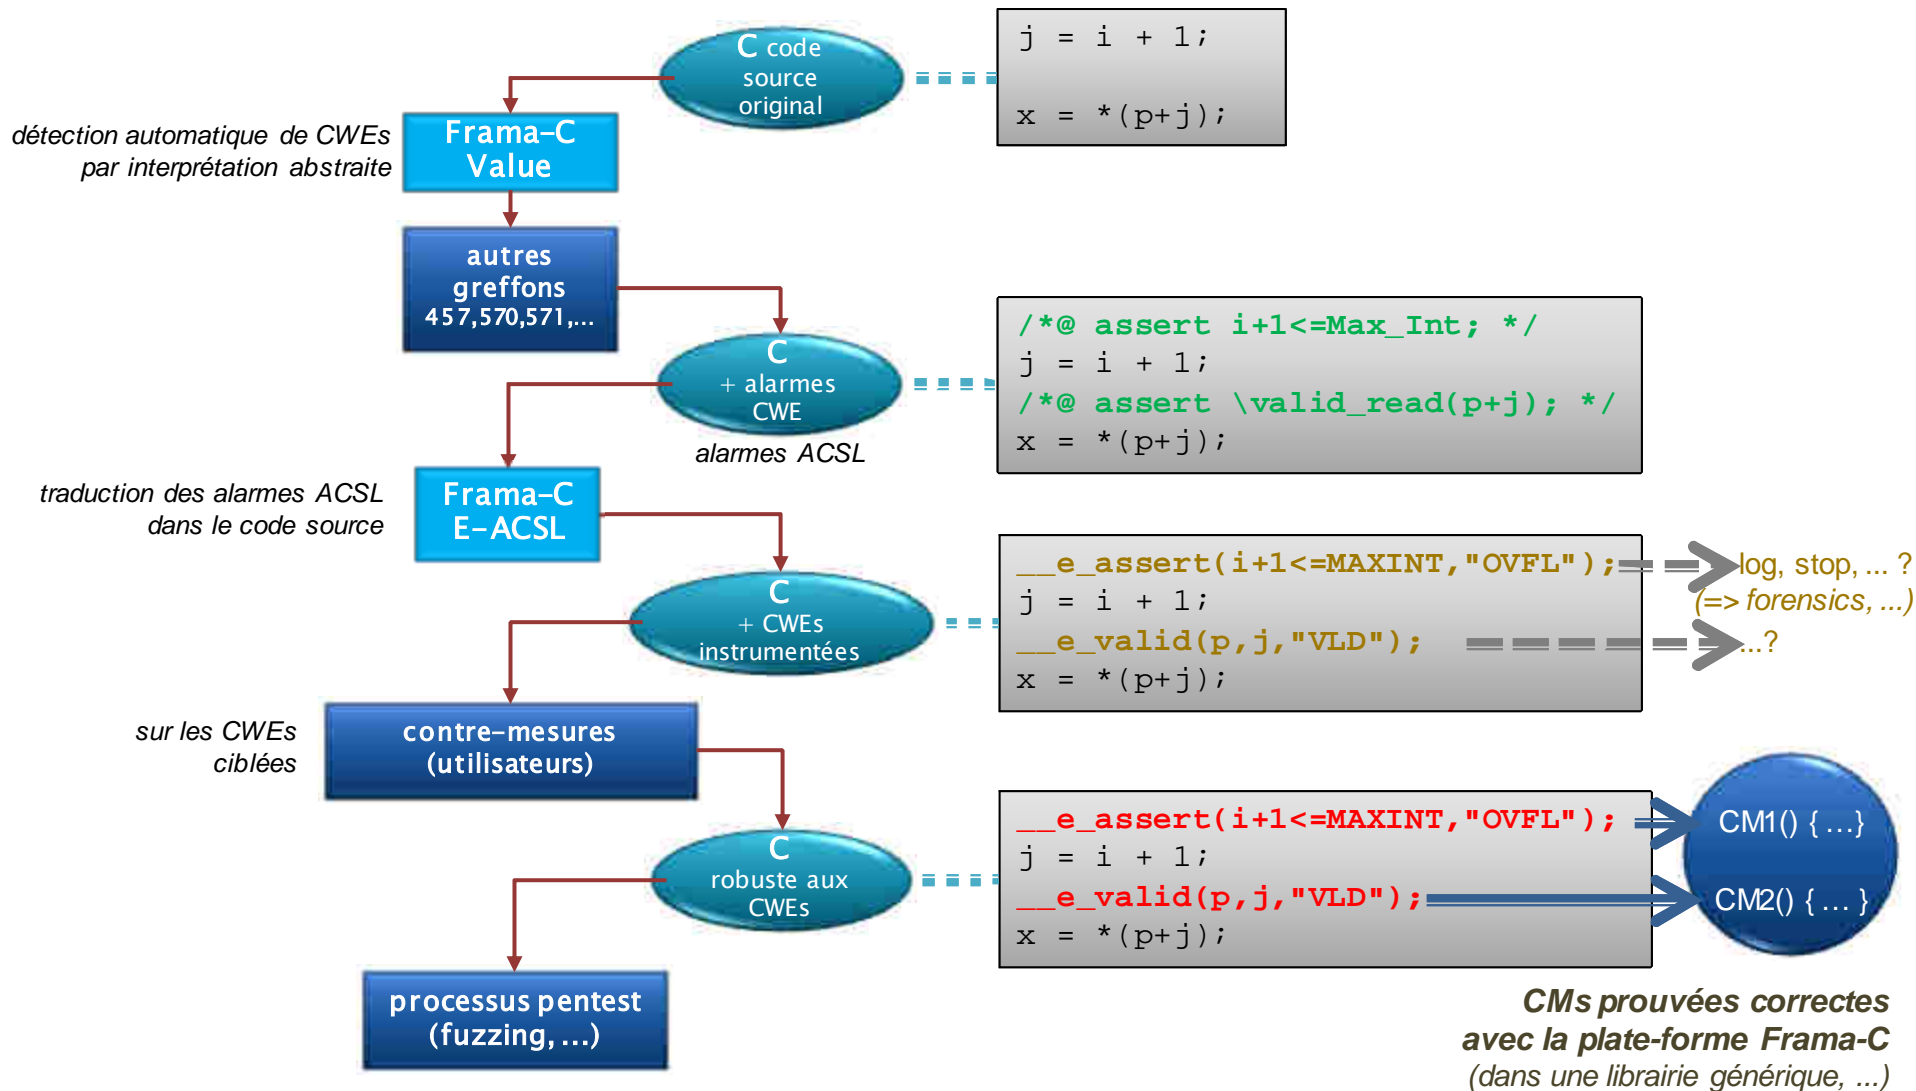 C code
source
original
j = i + 1;
x = *(p+j);
détection automatique de CWEs
par interprétation abstraite
Frama-C
Value
autres
greffons
457,570,571,...
C
+ alarmes
CWE
alarmes ACSL
/*@ assert i+1<=Max_Int; */
j = i + 1;
/*@ assert \valid_read(p+j); */
x = *(p+j);
traduction des alarmes ACSL
dans le code source
Frama-C
E-ACSL
C
+ CWEs
instrumentées
__e_assert(i+1<=MAXINT,"OVFL");
j = i + 1;
__e_valid(p,j,"VLD");
x = *(p+j);
log, stop, ... ?
(=> forensics, ...)
...?
sur les CWEs
ciblées
contre-mesures
(utilisateurs)
C
robuste aux
CWEs
__e_assert(i+1<=MAXINT,"OVFL");
j = i + 1;
__e_valid(p,j,"VLD");
x = *(p+j);
CM1() { ...}
CM2() { ... }
processus pentest
(fuzzing, ...)
CMs prouvées correctes
avec la plate-forme Frama-C
(dans une librairie générique, ...)